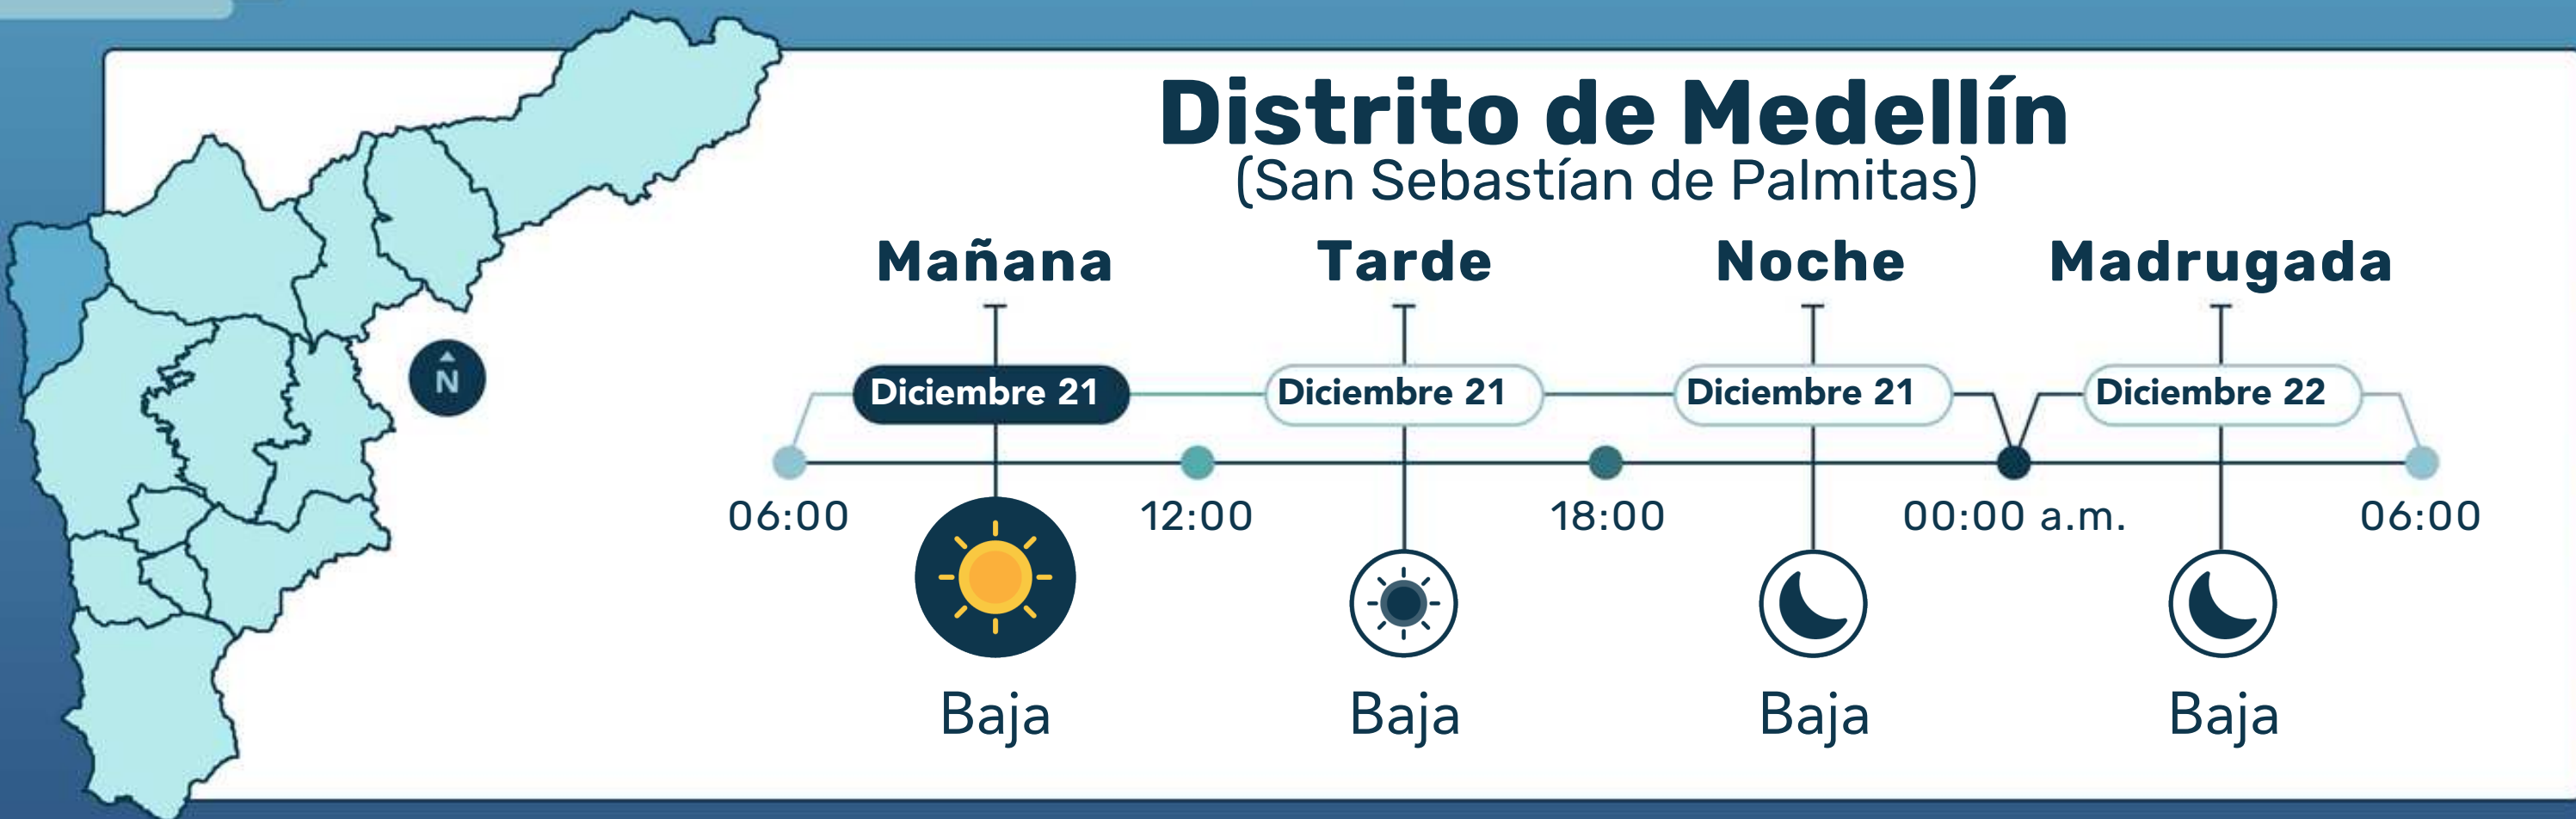 Distrito de Medellín
(San Sebastían de Palmitas)
Mañana Tarde Noche Madrugada
N
Diciembre 21 Diciembre 21 Diciembre 21 Diciembre 22
06:00 12:00 18:00 00:00 a.m. 06:00
Baja Baja Baja Baja